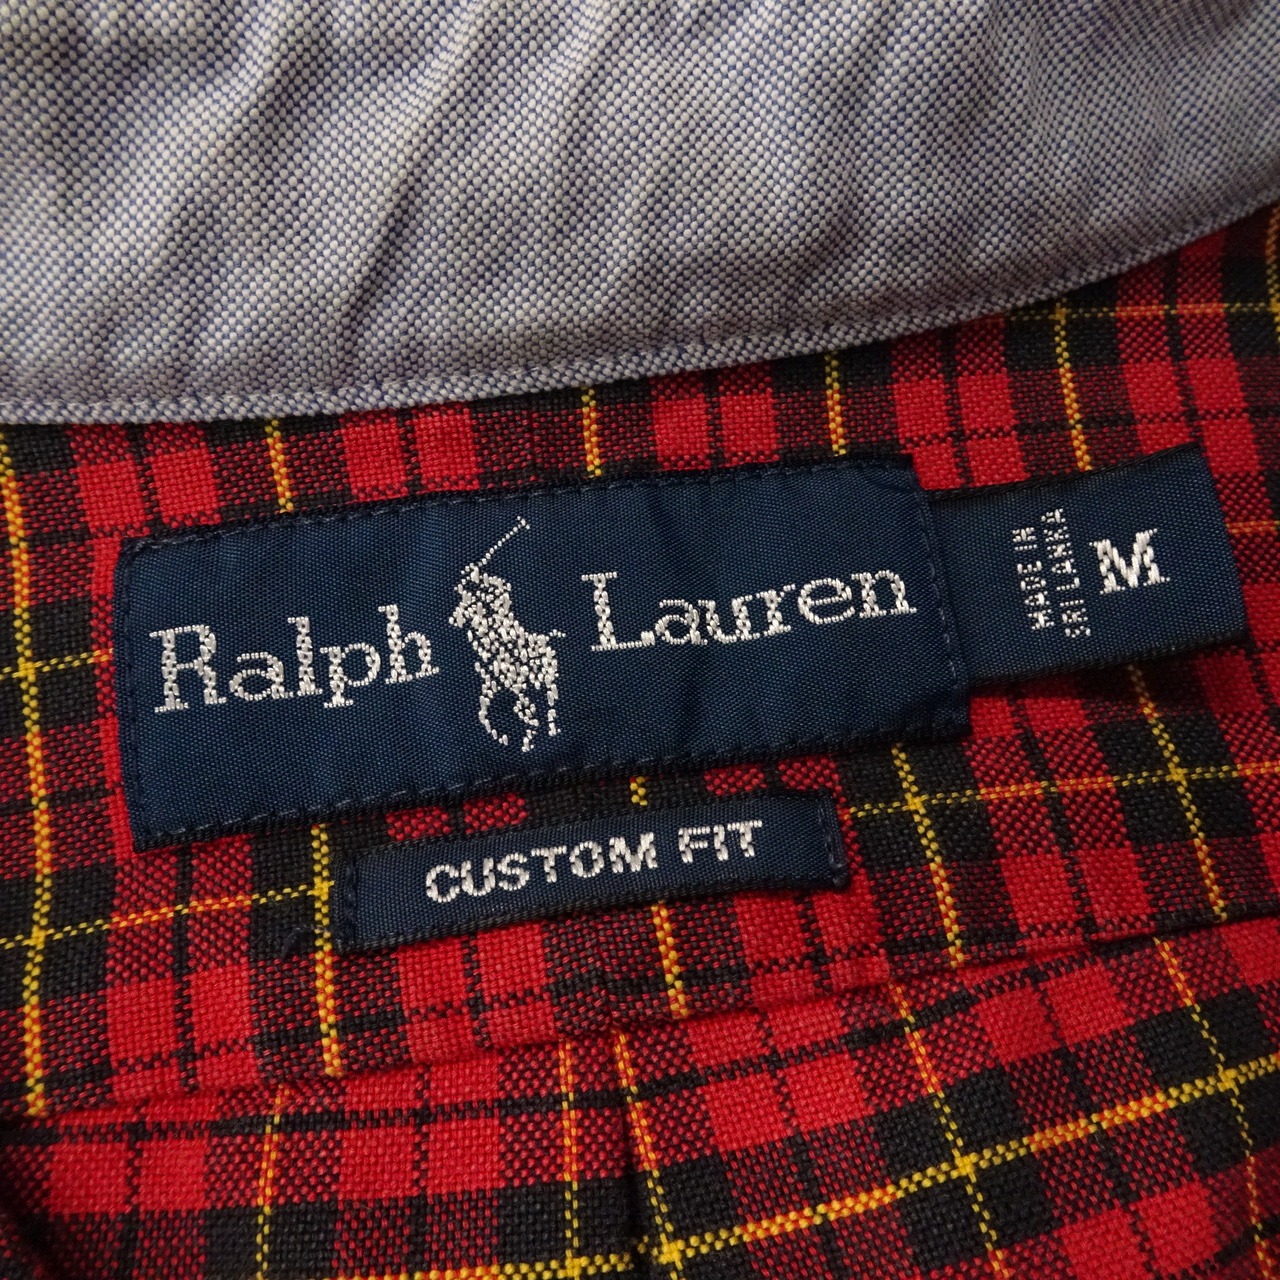 Ralph Lauren
MADE IN
SRI LANKA
M
CUSTOM FIT